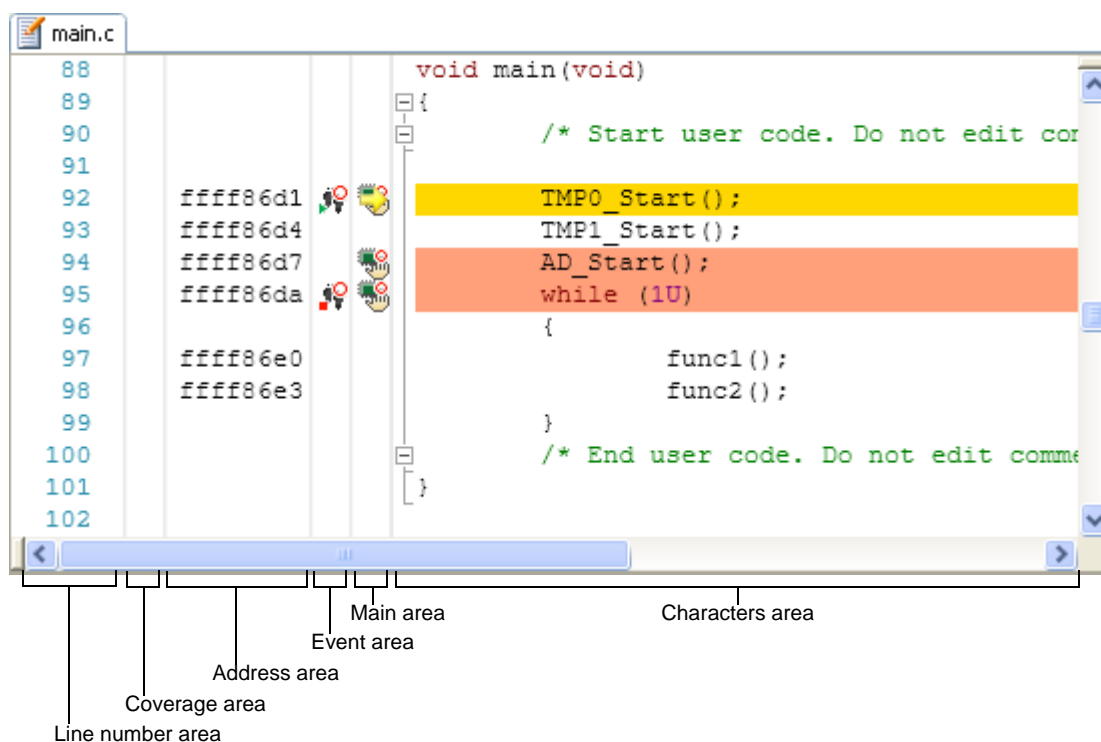 main.c
88 void main(void)
89 {
90 /* Start user code. Do not edit com
91
92 ffff86d1 TMP0_Start();
93 ffff86d4 TMP1_Start();
94 ffff86d7 AD_Start();
95 ffff86da while (1U)
96 {
97 ffff86e0 func1();
98 ffff86e3 func2();
99 }
100 /* End user code. Do not edit comme
101 }
102
Main area
Characters area
Event area
Address area
Coverage area
Line number area